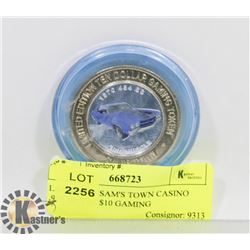 LIMITED EDITION TEN DOLLAR GAMING TOKEN
1970 454 SS
Inventory #:
LOT 668723
2256 SAM'S TOWN CASINO
$10 GAMING
Consignor: 9313
Kastner's